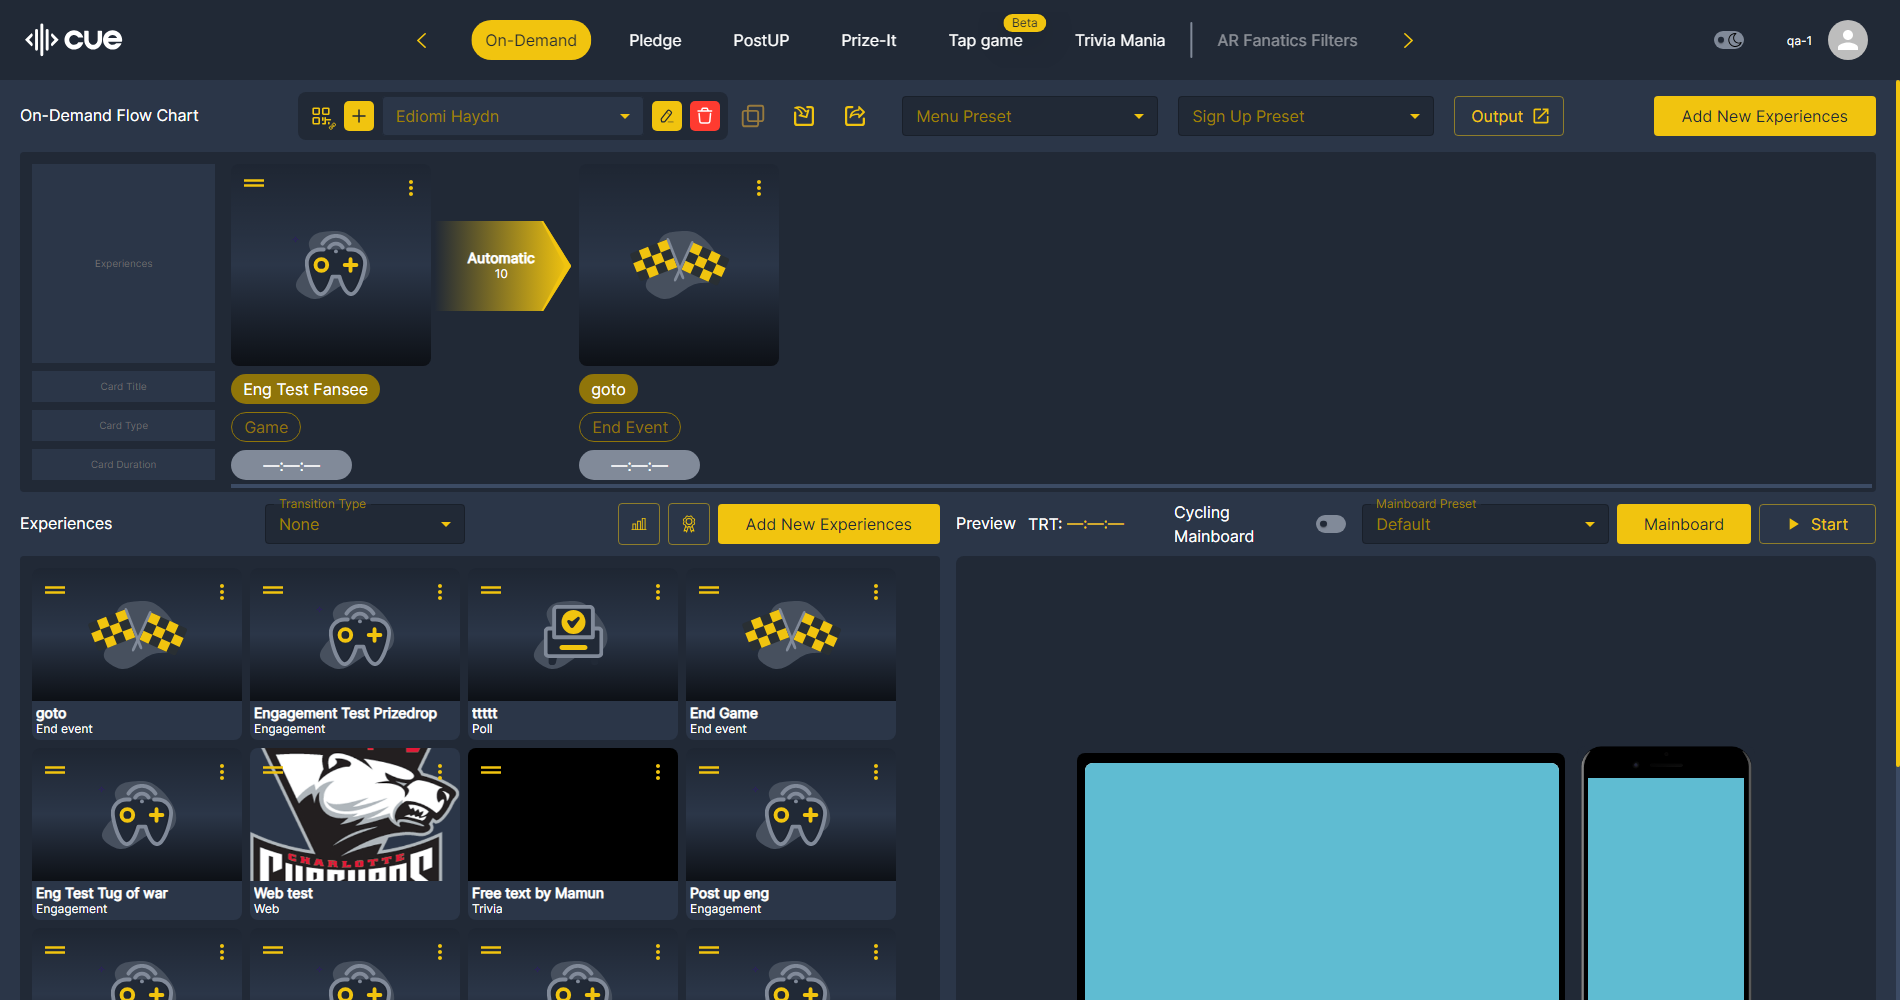 cue
On-Demand
Pledge
PostUP
Prize-It
Tap game
Beta
Trivia Mania
AR Fanatics Filters
qa-1
On-Demand Flow Chart
Ediomi Haydn
Menu Preset
Sign Up Preset
Output
Add New Experiences
Experiences
Automatic
10
Card Title
Eng Test Fansee
goto
Card Type
Game
End Event
Card Duration
—:—:—
—:—:—
Experiences
Transition Type
None
Add New Experiences
Preview
TRT: —:—:—
Cycling
Mainboard
Mainboard Preset
Default
Mainboard
Start
goto
End event
Engagement Test Prizedrop
Engagement
ttttt
Poll
End Game
End event
CHARLOTTE
Eng Test Tug of war
Engagement
Web test
Web
Free text by Mamun
Trivia
Post up eng
Engagement